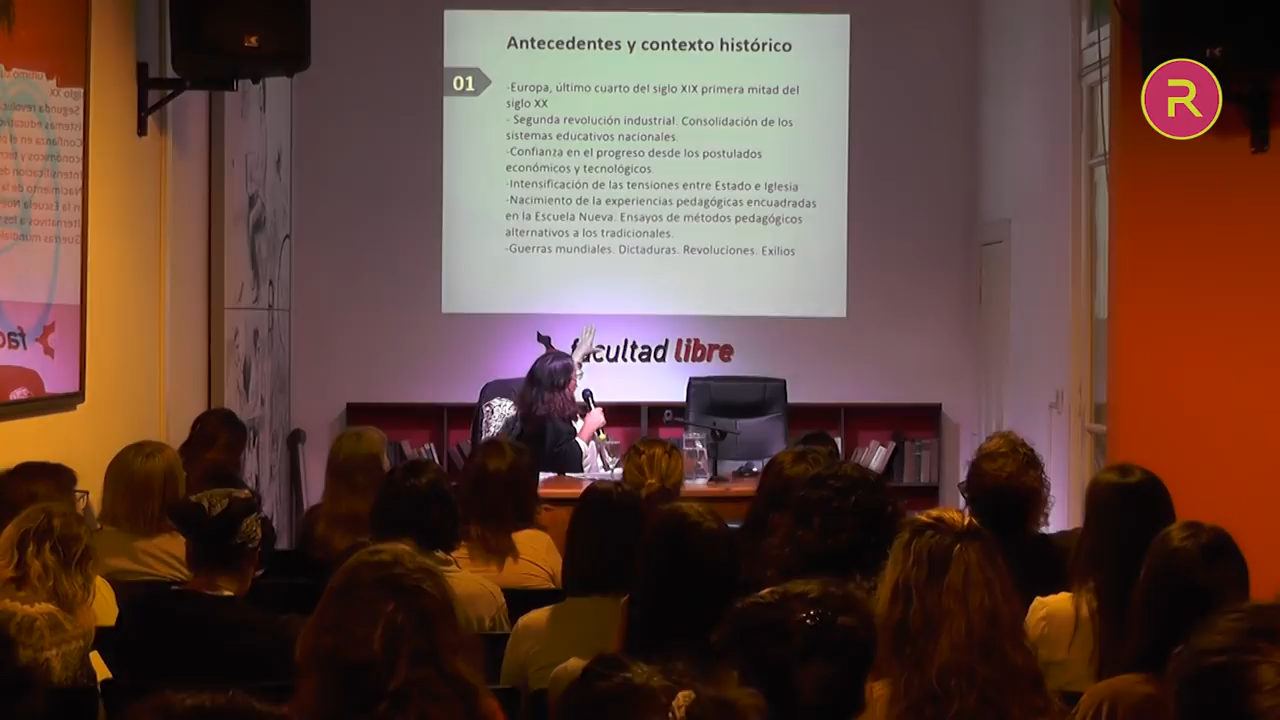 Antecedentes y contexto histórico
01
-Europa, último cuarto del siglo XIX primera mitad del
siglo XX
- Segunda revolución industrial. Consolidación de los
sistemas educativos nacionales.
-Confianza en el progreso desde los postulados
económicos y tecnológicos.
-Intensificación de las tensiones entre Estado e Iglesia
-Nacimiento de la experiencias pedagógicas encuadradas
en la Escuela Nueva. Ensayos de métodos pedagógicos
alternativos a los tradicionales.
-Guerras mundiales. Dictaduras. Revoluciones. Exilios
R
facultad libre